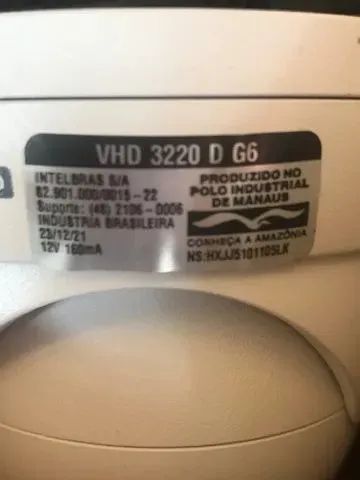 VHD 3220 D G6
INTELBRAS S/A
82.901.000/0015-22
Suporte: (48) 2106-0006
INDÚSTRIA BRASILEIRA
23/12/21
12V 160mA
PRODUZIDO NO
POLO INDUSTRIAL
DE MANAUS
CONHEÇA A AMAZÔNIA
NS:HXJJ5101105LK